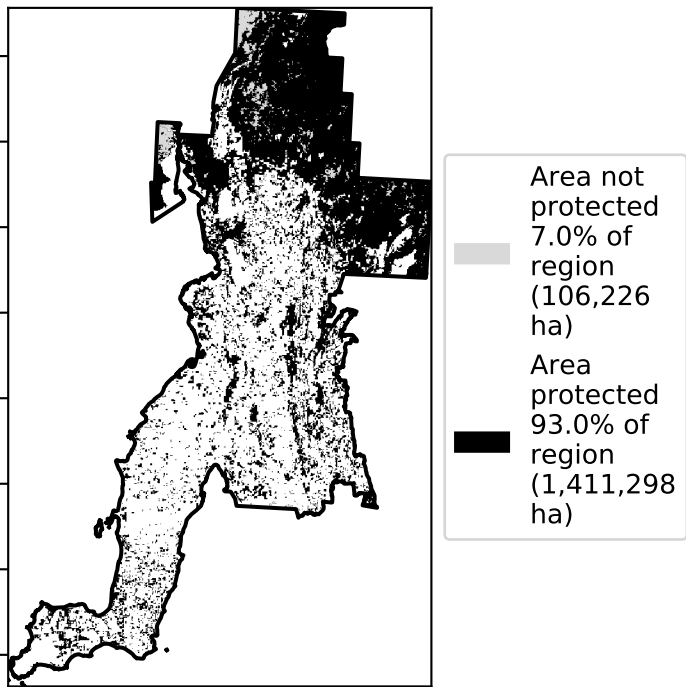 Area not
protected
7.0% of
region
(106,226
ha)
Area
protected
93.0% of
region
(1,411,298
ha)